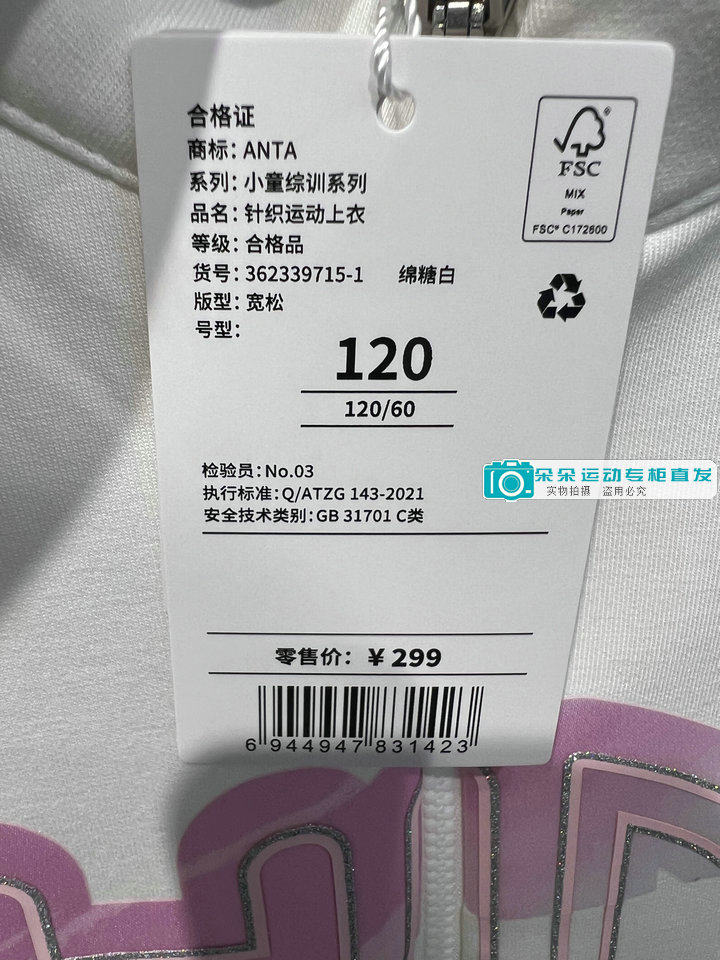 合格证
商标：ANTA
系列：小童综训系列
品名：针织运动上衣
等级：合格品
货号：362339715-1 绵糖白
版型：宽松
号型：
120
120/60
检验员：No.03
执行标准：Q/ATZG 143-2021
安全技术类别：GB 31701 C类
零售价：￥299
6 944947 831423
FSC
MIX
Paper
FSC® C172800
朵朵运动专柜直发
实物拍摄 盗用必究